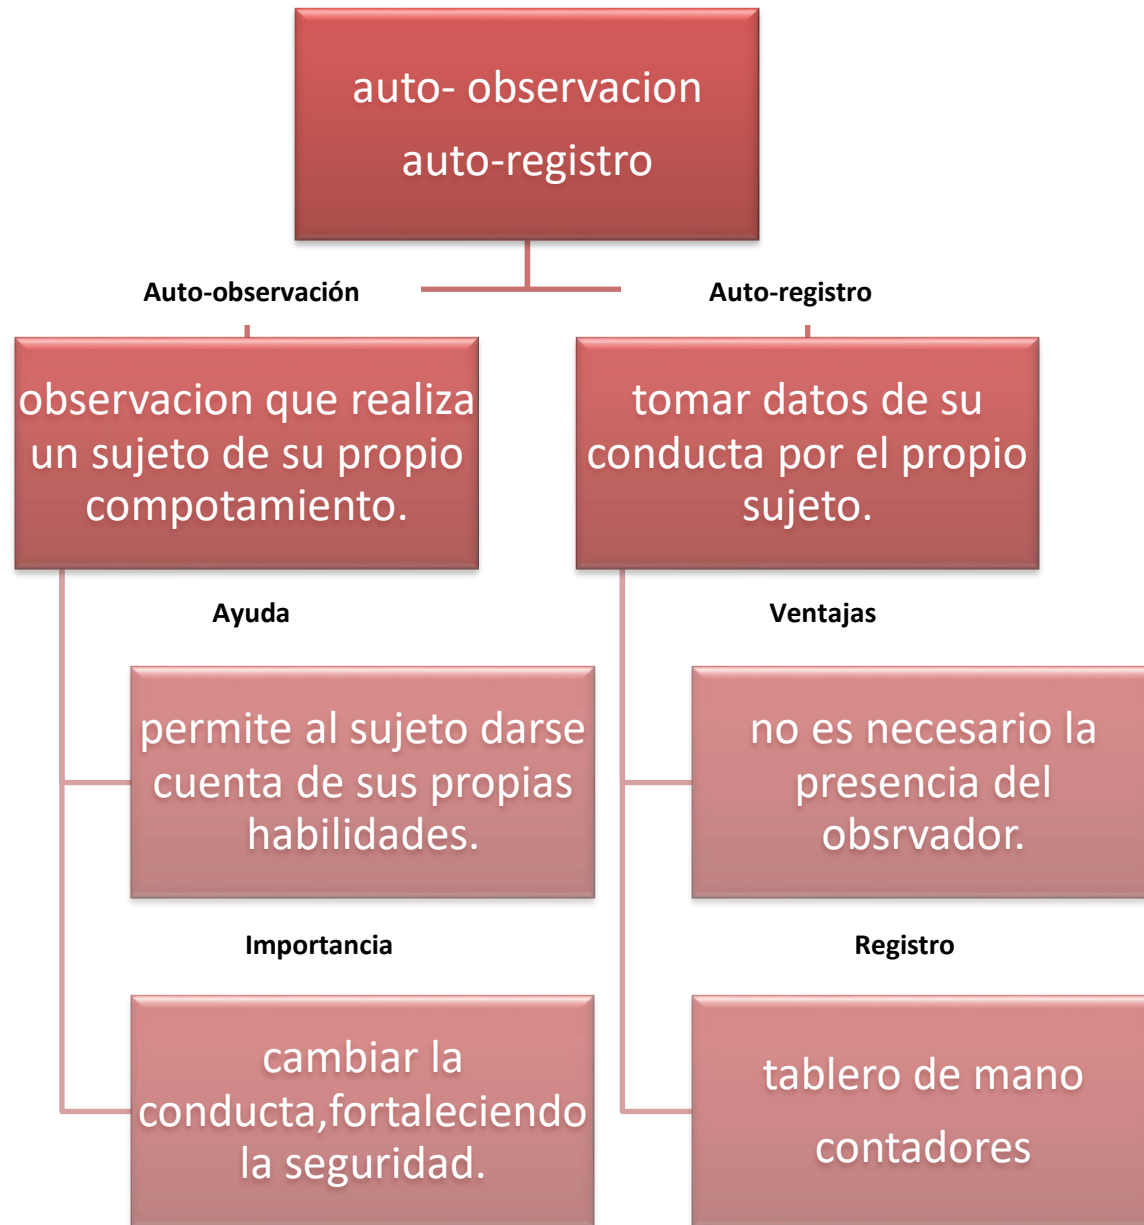 auto- observacion
auto-registro
Auto-observación
Auto-registro
observacion que realiza
un sujeto de su propio
compotamiento.
tomar datos de su
conducta por el propio
sujeto.
Ayuda
Ventajas
permite al sujeto darse
cuenta de sus propias
habilidades.
no es necesario la
presencia del
obsrvador.
Importancia
Registro
cambiar la
conducta,fortaleciendo
la seguridad.
tablero de mano
contadores